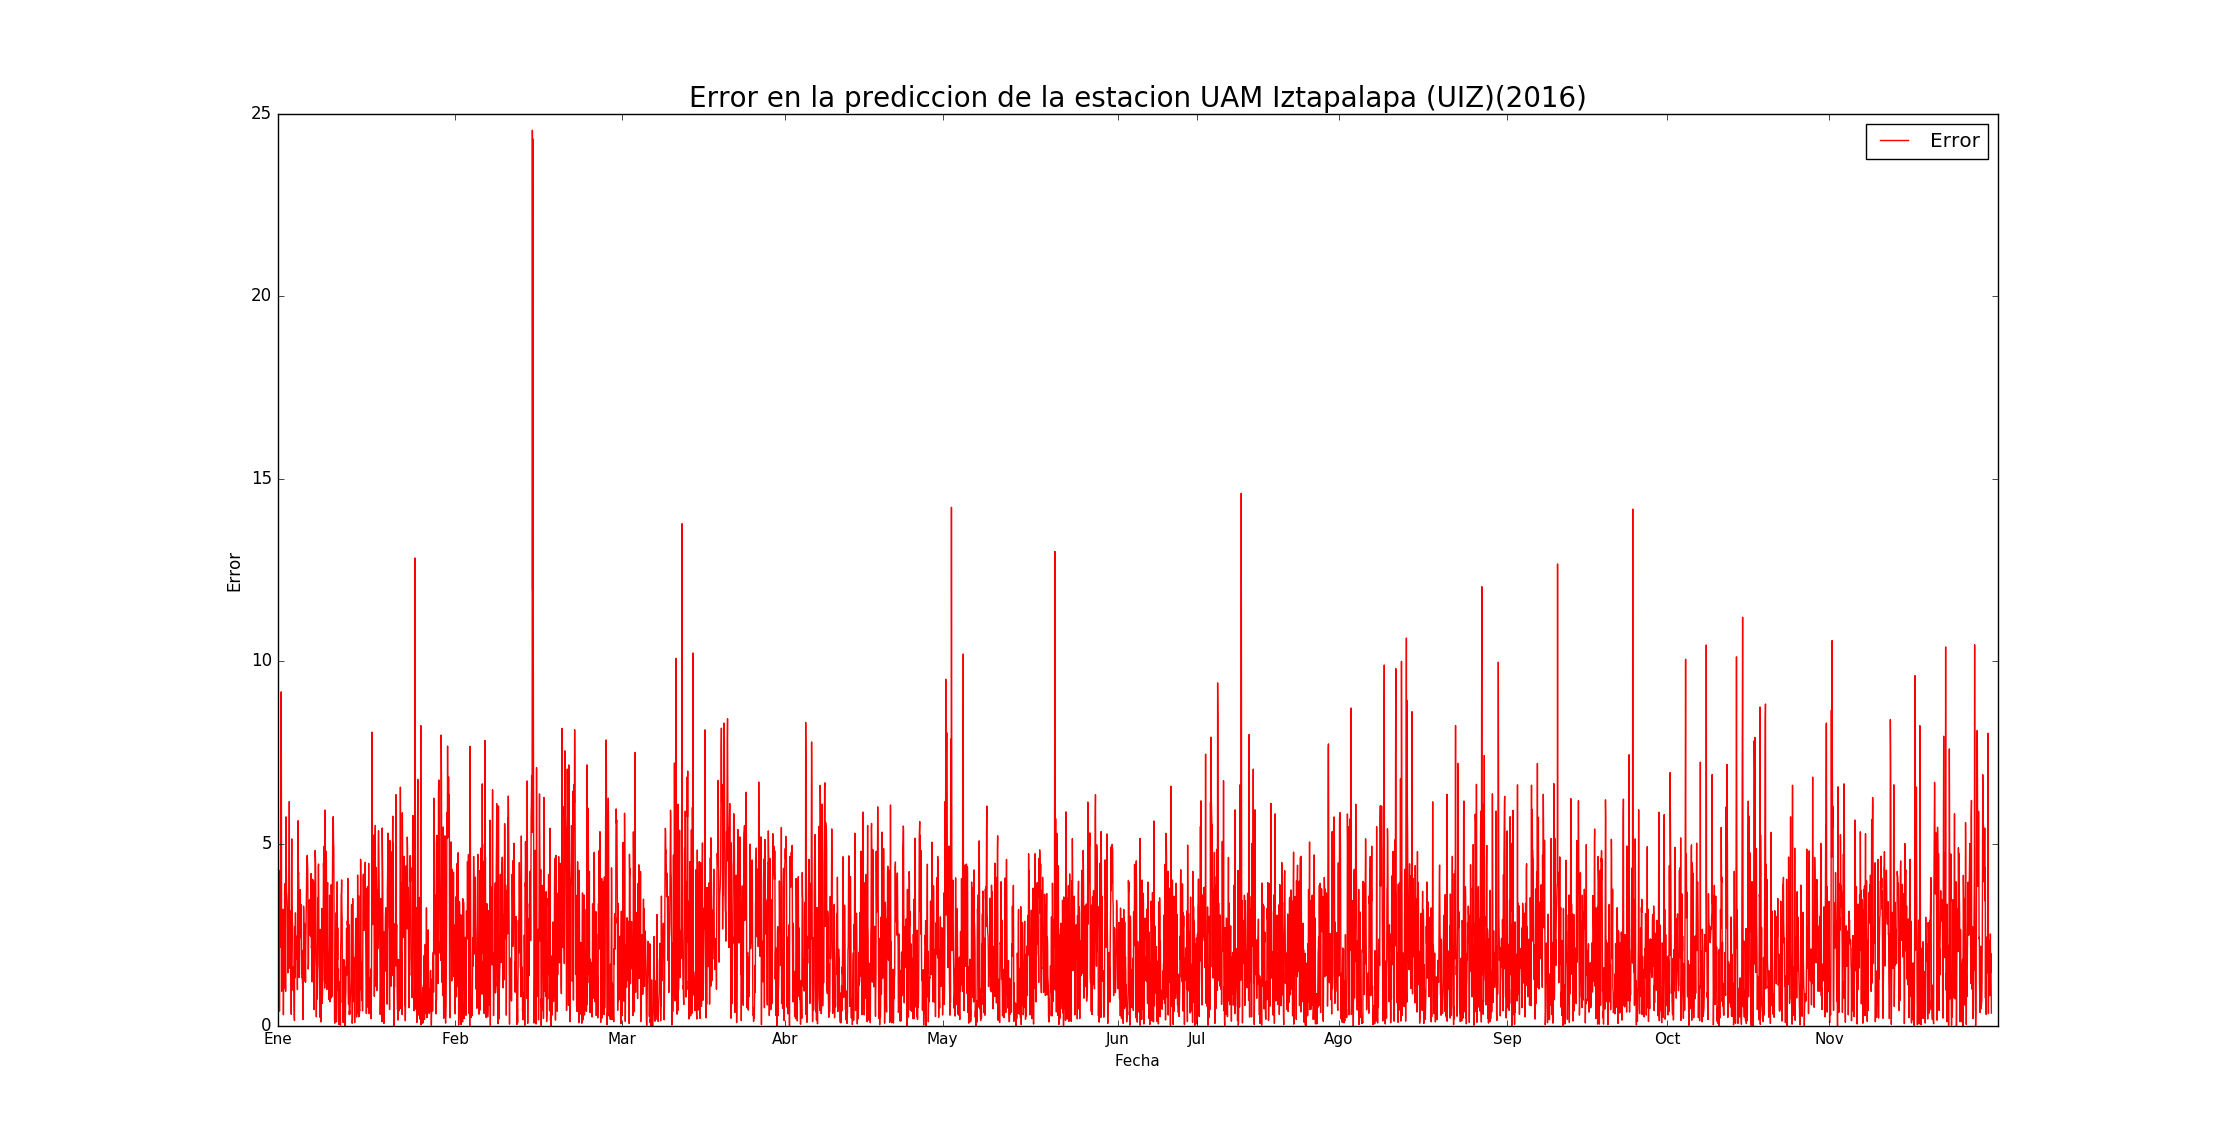 Error en la prediccion de la estacion UAM Iztapalapa (UIZ)(2016)
Error
25
20
15
10
5
0
Error
Ene Feb Mar Abr May Jun Jul Ago Sep Oct Nov
Fecha